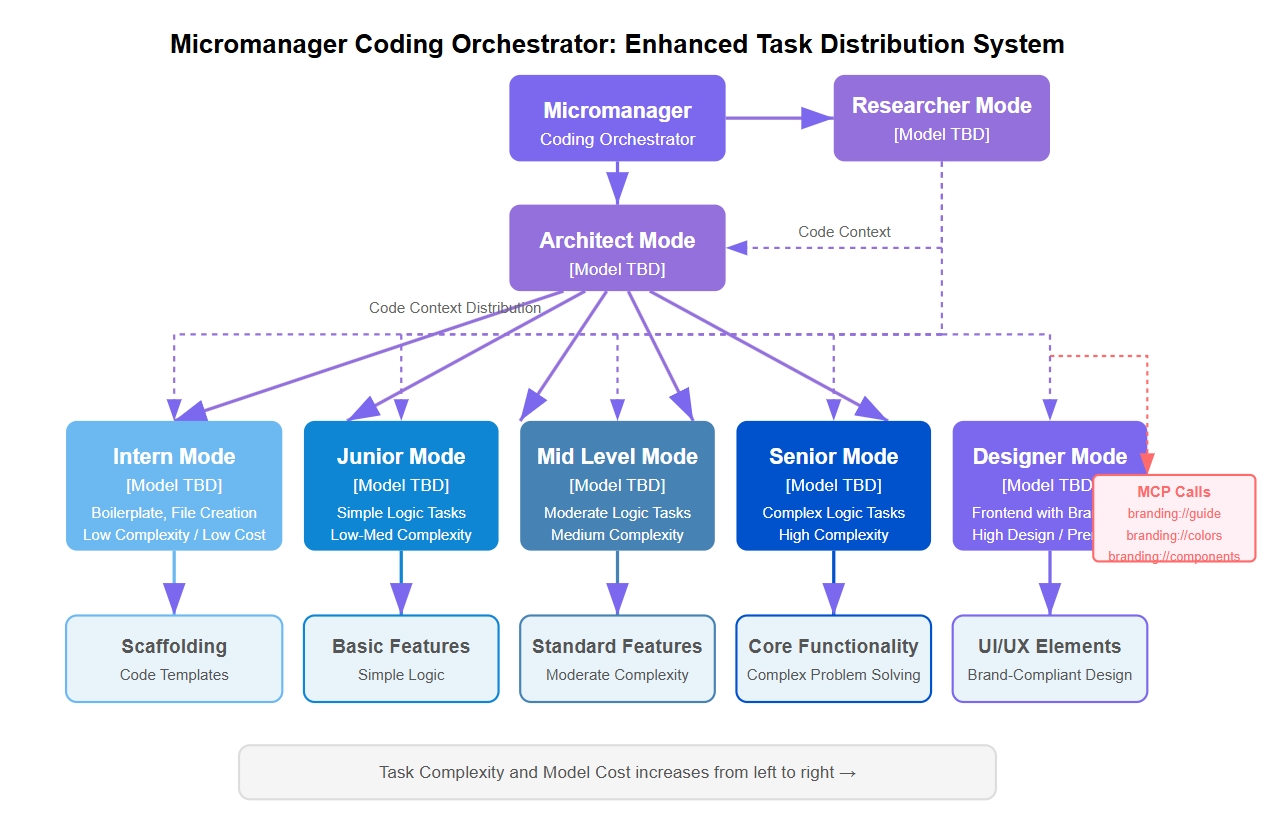 Micromanager Coding Orchestrator: Enhanced Task Distribution System
Micromanager
Coding Orchestrator
Researcher Mode
[Model TBD]
Architect Mode
[Model TBD]
Code Context
Code Context Distribution
Intern Mode
[Model TBD]
Boilerplate, File Creation
Low Complexity / Low Cost
Junior Mode
[Model TBD]
Simple Logic Tasks
Low-Med Complexity
Mid Level Mode
[Model TBD]
Moderate Logic Tasks
Medium Complexity
Senior Mode
[Model TBD]
Complex Logic Tasks
High Complexity
Designer Mode
[Model TBD
Frontend with Bra
High Design / Pre
MCP Calls
branding://guide
branding://colors
branding://components
Scaffolding
Code Templates
Basic Features
Simple Logic
Standard Features
Moderate Complexity
Core Functionality
Complex Problem Solving
UI/UX Elements
Brand-Compliant Design
Task Complexity and Model Cost increases from left to right →